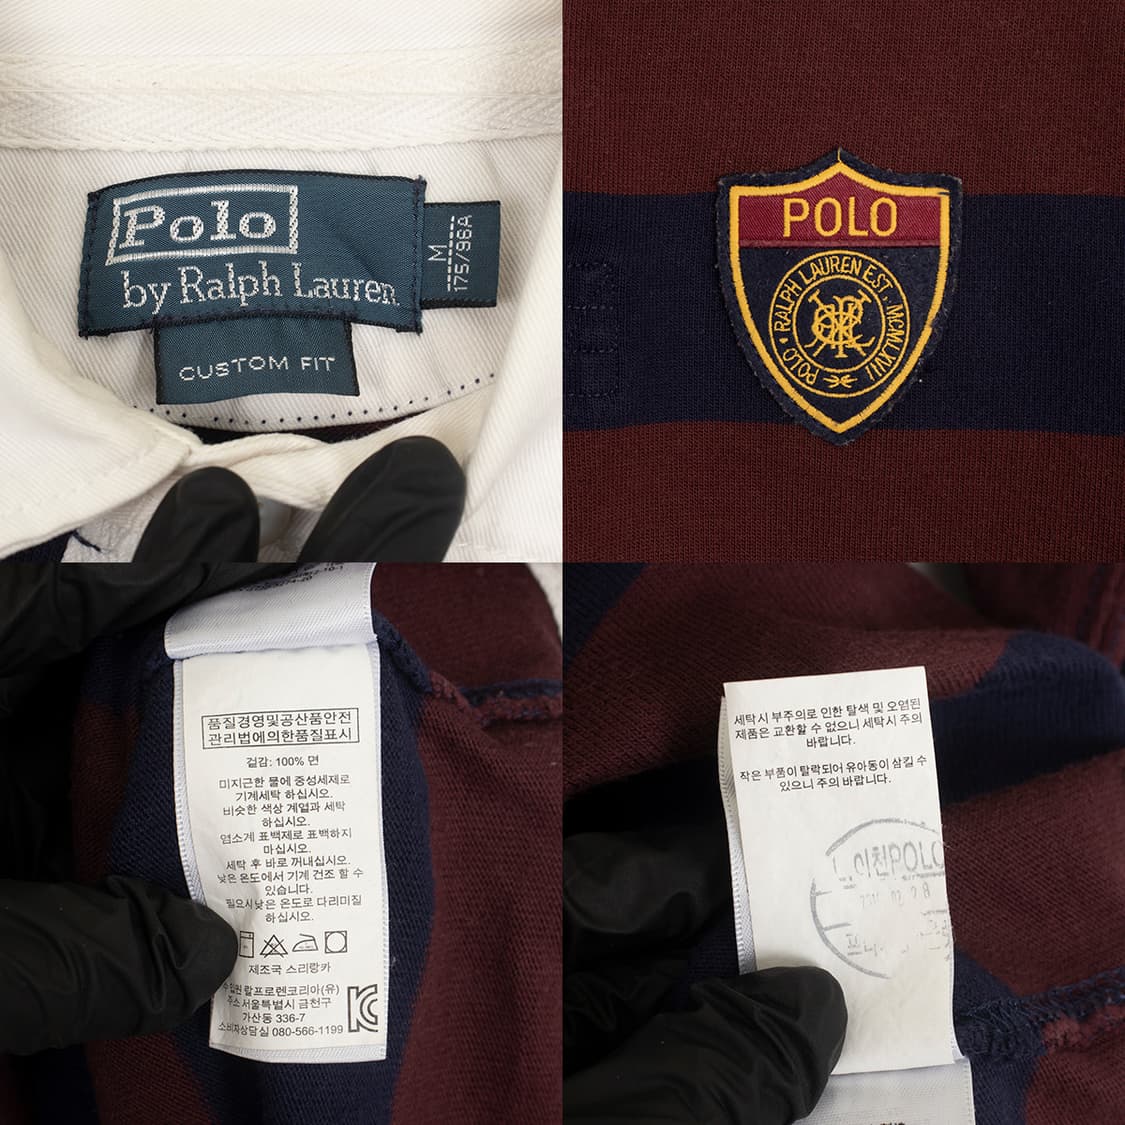 Polo
by Ralph Lauren
M
175/96A
CUSTOM FIT
POLO
POLO • RALPH LAUREN EST. MCMLXVII
품질경영및공산품안전
관리법에의한품질표시
겉감: 100% 면
미지근한 물에 중성세제로
기계세탁 하십시오.
비슷한 색상 계열과 세탁
하십시오.
염소계 표백제로 표백하지
마십시오.
세탁 후 바로 꺼내십시오.
낮은 온도에서 기계 건조 할 수
있습니다.
필요시낮은 온도로 다리미질
하십시오.
제조국 스리랑카
수입원 랄프로렌코리아(유)
주소 서울특별시 금천구
가산동 336-7
소비자상담실 080-566-1199
세탁시 부주의로 인한 탈색 및 오염된
제품은 교환할 수 없으니 세탁시 주의
바랍니다.
작은 부품이 탈락되어 유아동이 삼킬 수
있으니 주의 바랍니다.
이천POLO
02 28